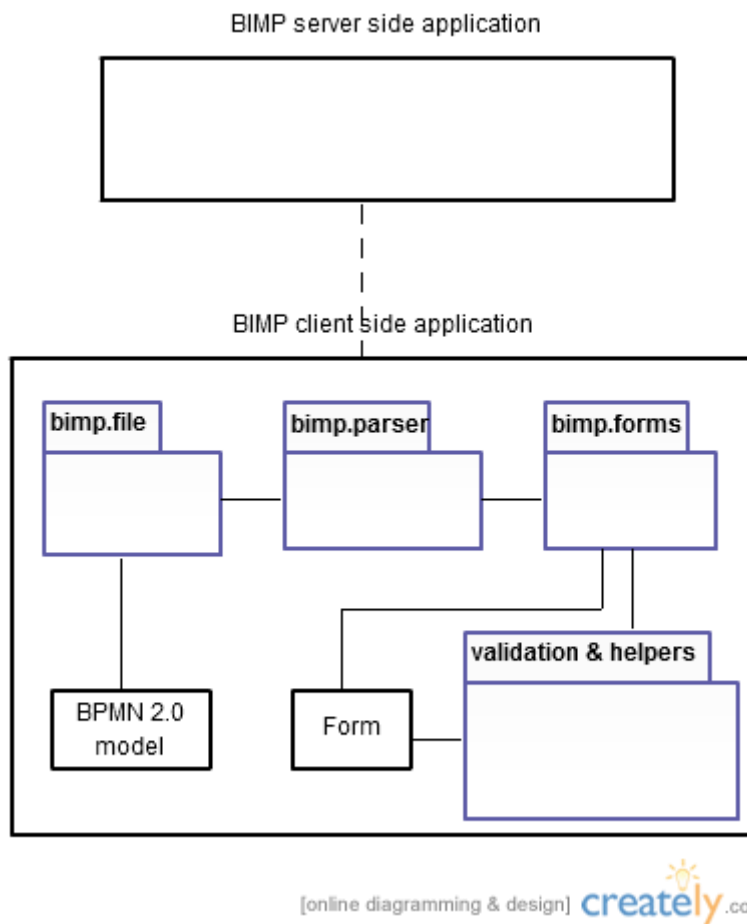 BIMP server side application
BIMP client side application
bimp.file
bimp.parser
bimp.forms
validation & helpers
BPMN 2.0
model
Form
[online diagramming & design] creately.co